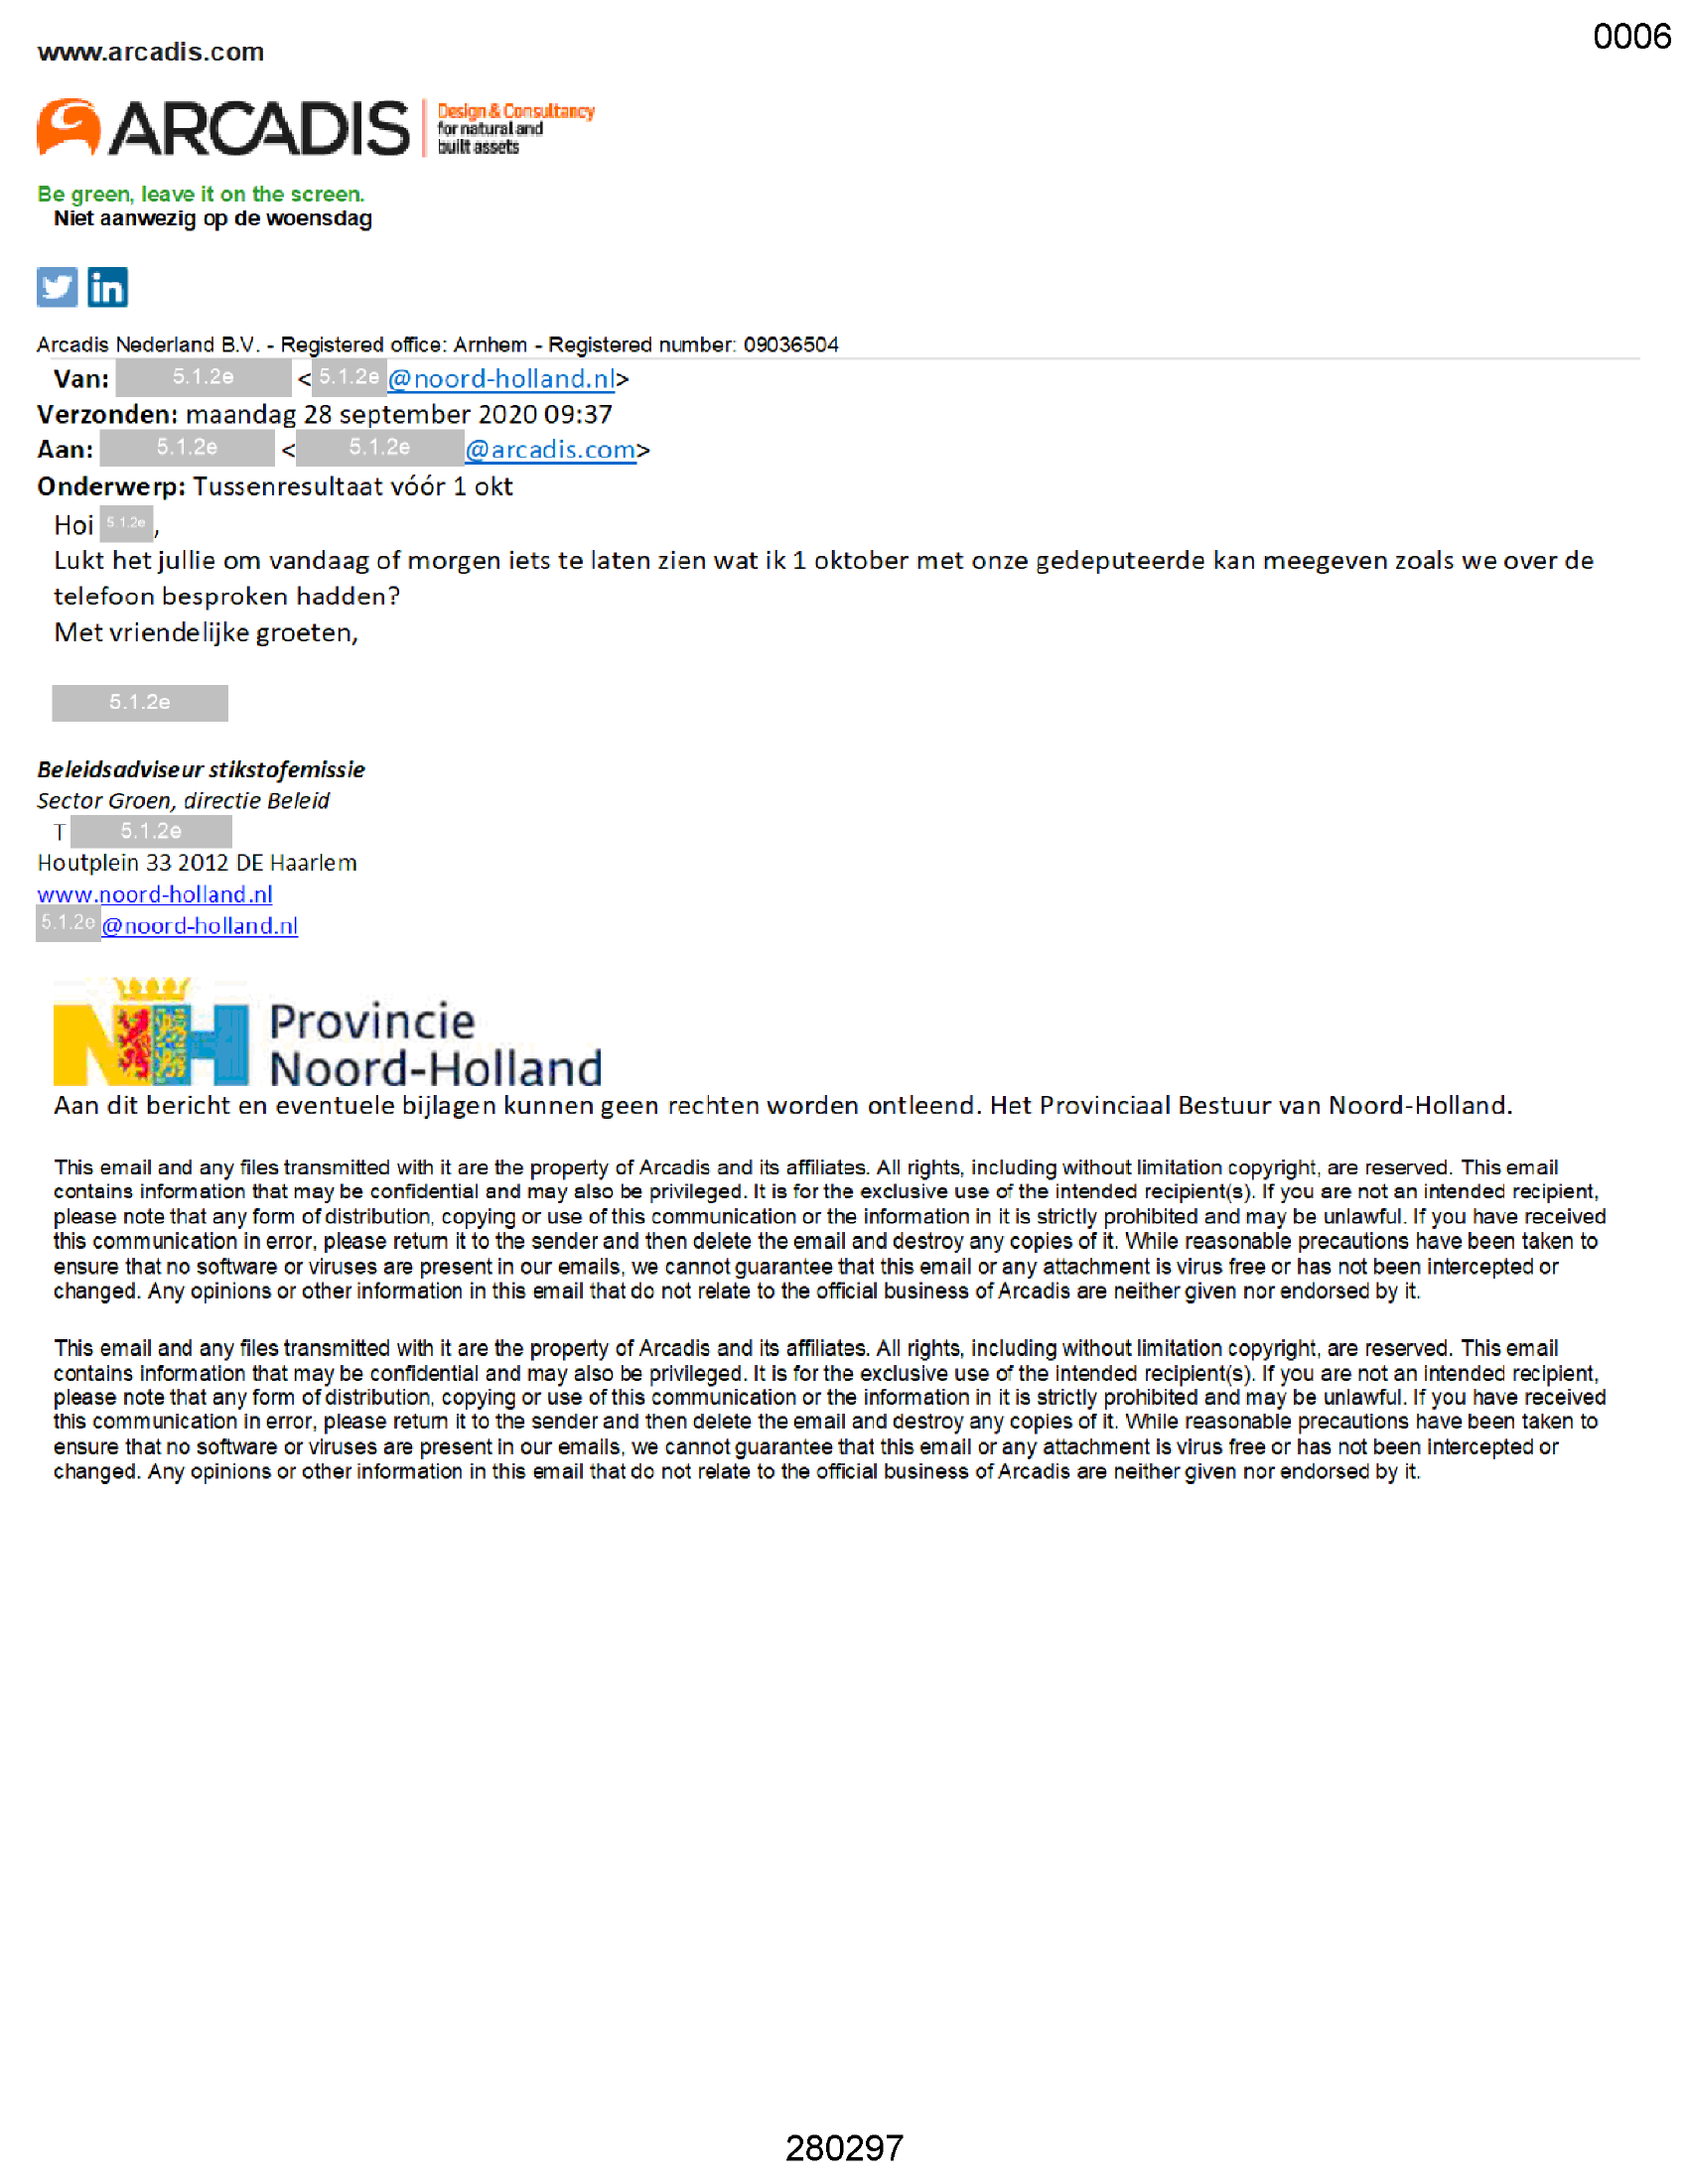 0006
www.arcadis.com
ARCADIS
Design & Consultancy
for natural and
built assets
Be green, leave it on the screen.
Niet aanwezig op de woensdag
in
Arcadis Nederland B.V. - Registered office: Arnhem - Registered number: 09036504
Van: 5.1.2e <5.1.2e@noord-holland.nl>
Verzonden: maandag 28 september 2020 09:37
Aan: 5.1.2e <5.1.2e@arcadis.com>
Onderwerp: Tussenresultaat vóór 1 okt
Hoi 5.1.2e,
Lukt het jullie om vandaag of morgen iets te laten zien wat ik 1 oktober met onze gedeputeerde kan meegeven zoals we over de
telefoon besproken hadden?
Met vriendelijke groeten,
5.1.2e
Beleidsadviseur stikstofemissie
Sector Groen, directie Beleid
T 5.1.2e
Houtplein 33 2012 DE Haarlem
www.noord-holland.nl
5.1.2e@noord-holland.nl
NH
Provincie
Noord-Holland
Aan dit bericht en eventuele bijlagen kunnen geen rechten worden ontleend. Het Provinciaal Bestuur van Noord-Holland.
This email and any files transmitted with it are the property of Arcadis and its affiliates. All rights, including without limitation copyright, are reserved. This email
contains information that may be confidential and may also be privileged. It is for the exclusive use of the intended recipient(s). If you are not an intended recipient,
please note that any form of distribution, copying or use of this communication or the information in it is strictly prohibited and may be unlawful. If you have received
this communication in error, please return it to the sender and then delete the email and destroy any copies of it. While reasonable precautions have been taken to
ensure that no software or viruses are present in our emails, we cannot guarantee that this email or any attachment is virus free or has not been intercepted or
changed. Any opinions or other information in this email that do not relate to the official business of Arcadis are neither given nor endorsed by it.
This email and any files transmitted with it are the property of Arcadis and its affiliates. All rights, including without limitation copyright, are reserved. This email
contains information that may be confidential and may also be privileged. It is for the exclusive use of the intended recipient(s). If you are not an intended recipient,
please note that any form of distribution, copying or use of this communication or the information in it is strictly prohibited and may be unlawful. If you have received
this communication in error, please return it to the sender and then delete the email and destroy any copies of it. While reasonable precautions have been taken to
ensure that no software or viruses are present in our emails, we cannot guarantee that this email or any attachment is virus free or has not been intercepted or
changed. Any opinions or other information in this email that do not relate to the official business of Arcadis are neither given nor endorsed by it.
280297